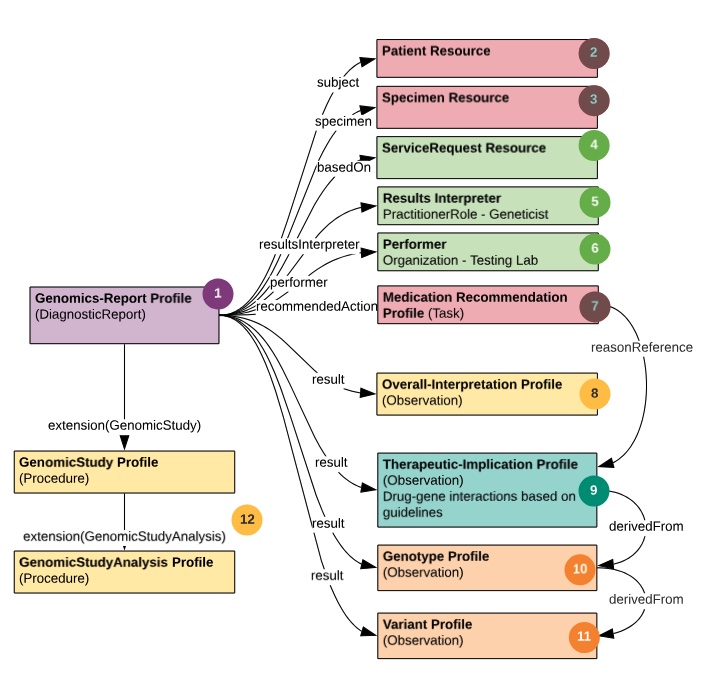 Patient Resource
2
subject
Specimen Resource
3
specimen
ServiceRequest Resource
4
basedOn
Results Interpreter
PractitionerRole - Geneticist
5
resultsInterpreter
Performer
Organization - Testing Lab
6
performer
Genomics-Report Profile
(DiagnosticReport)
1
recommendedAction
Medication Recommendation
Profile (Task)
7
reasonReference
result
Overall-Interpretation Profile
(Observation)
8
extension(GenomicStudy)
GenomicStudy Profile
(Procedure)
result
Therapeutic-Implication Profile
(Observation)
Drug-gene interactions based on
guidelines
9
12
extension(GenomicStudyAnalysis)
result
derivedFrom
GenomicStudyAnalysis Profile
(Procedure)
Genotype Profile
(Observation)
10
result
derivedFrom
Variant Profile
(Observation)
11